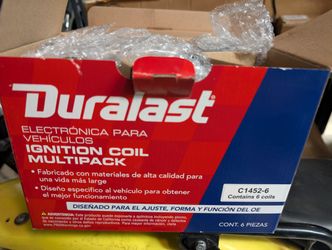 Duralast
ELECTRÓNICA PARA
VEHÍCULOS
IGNITION COIL
MULTIPACK
• Fabricado con materiales de alta calidad para
una vida más larga
• Diseño específico al vehículo para obtener
el mejor funcionamiento
C1452-6
Contains 6 coils
DISEÑADO PARA EL AJUSTE, FORMA Y FUNCIÓN DEL OE
ADVERTENCIA:
CONT. 6 PIEZAS